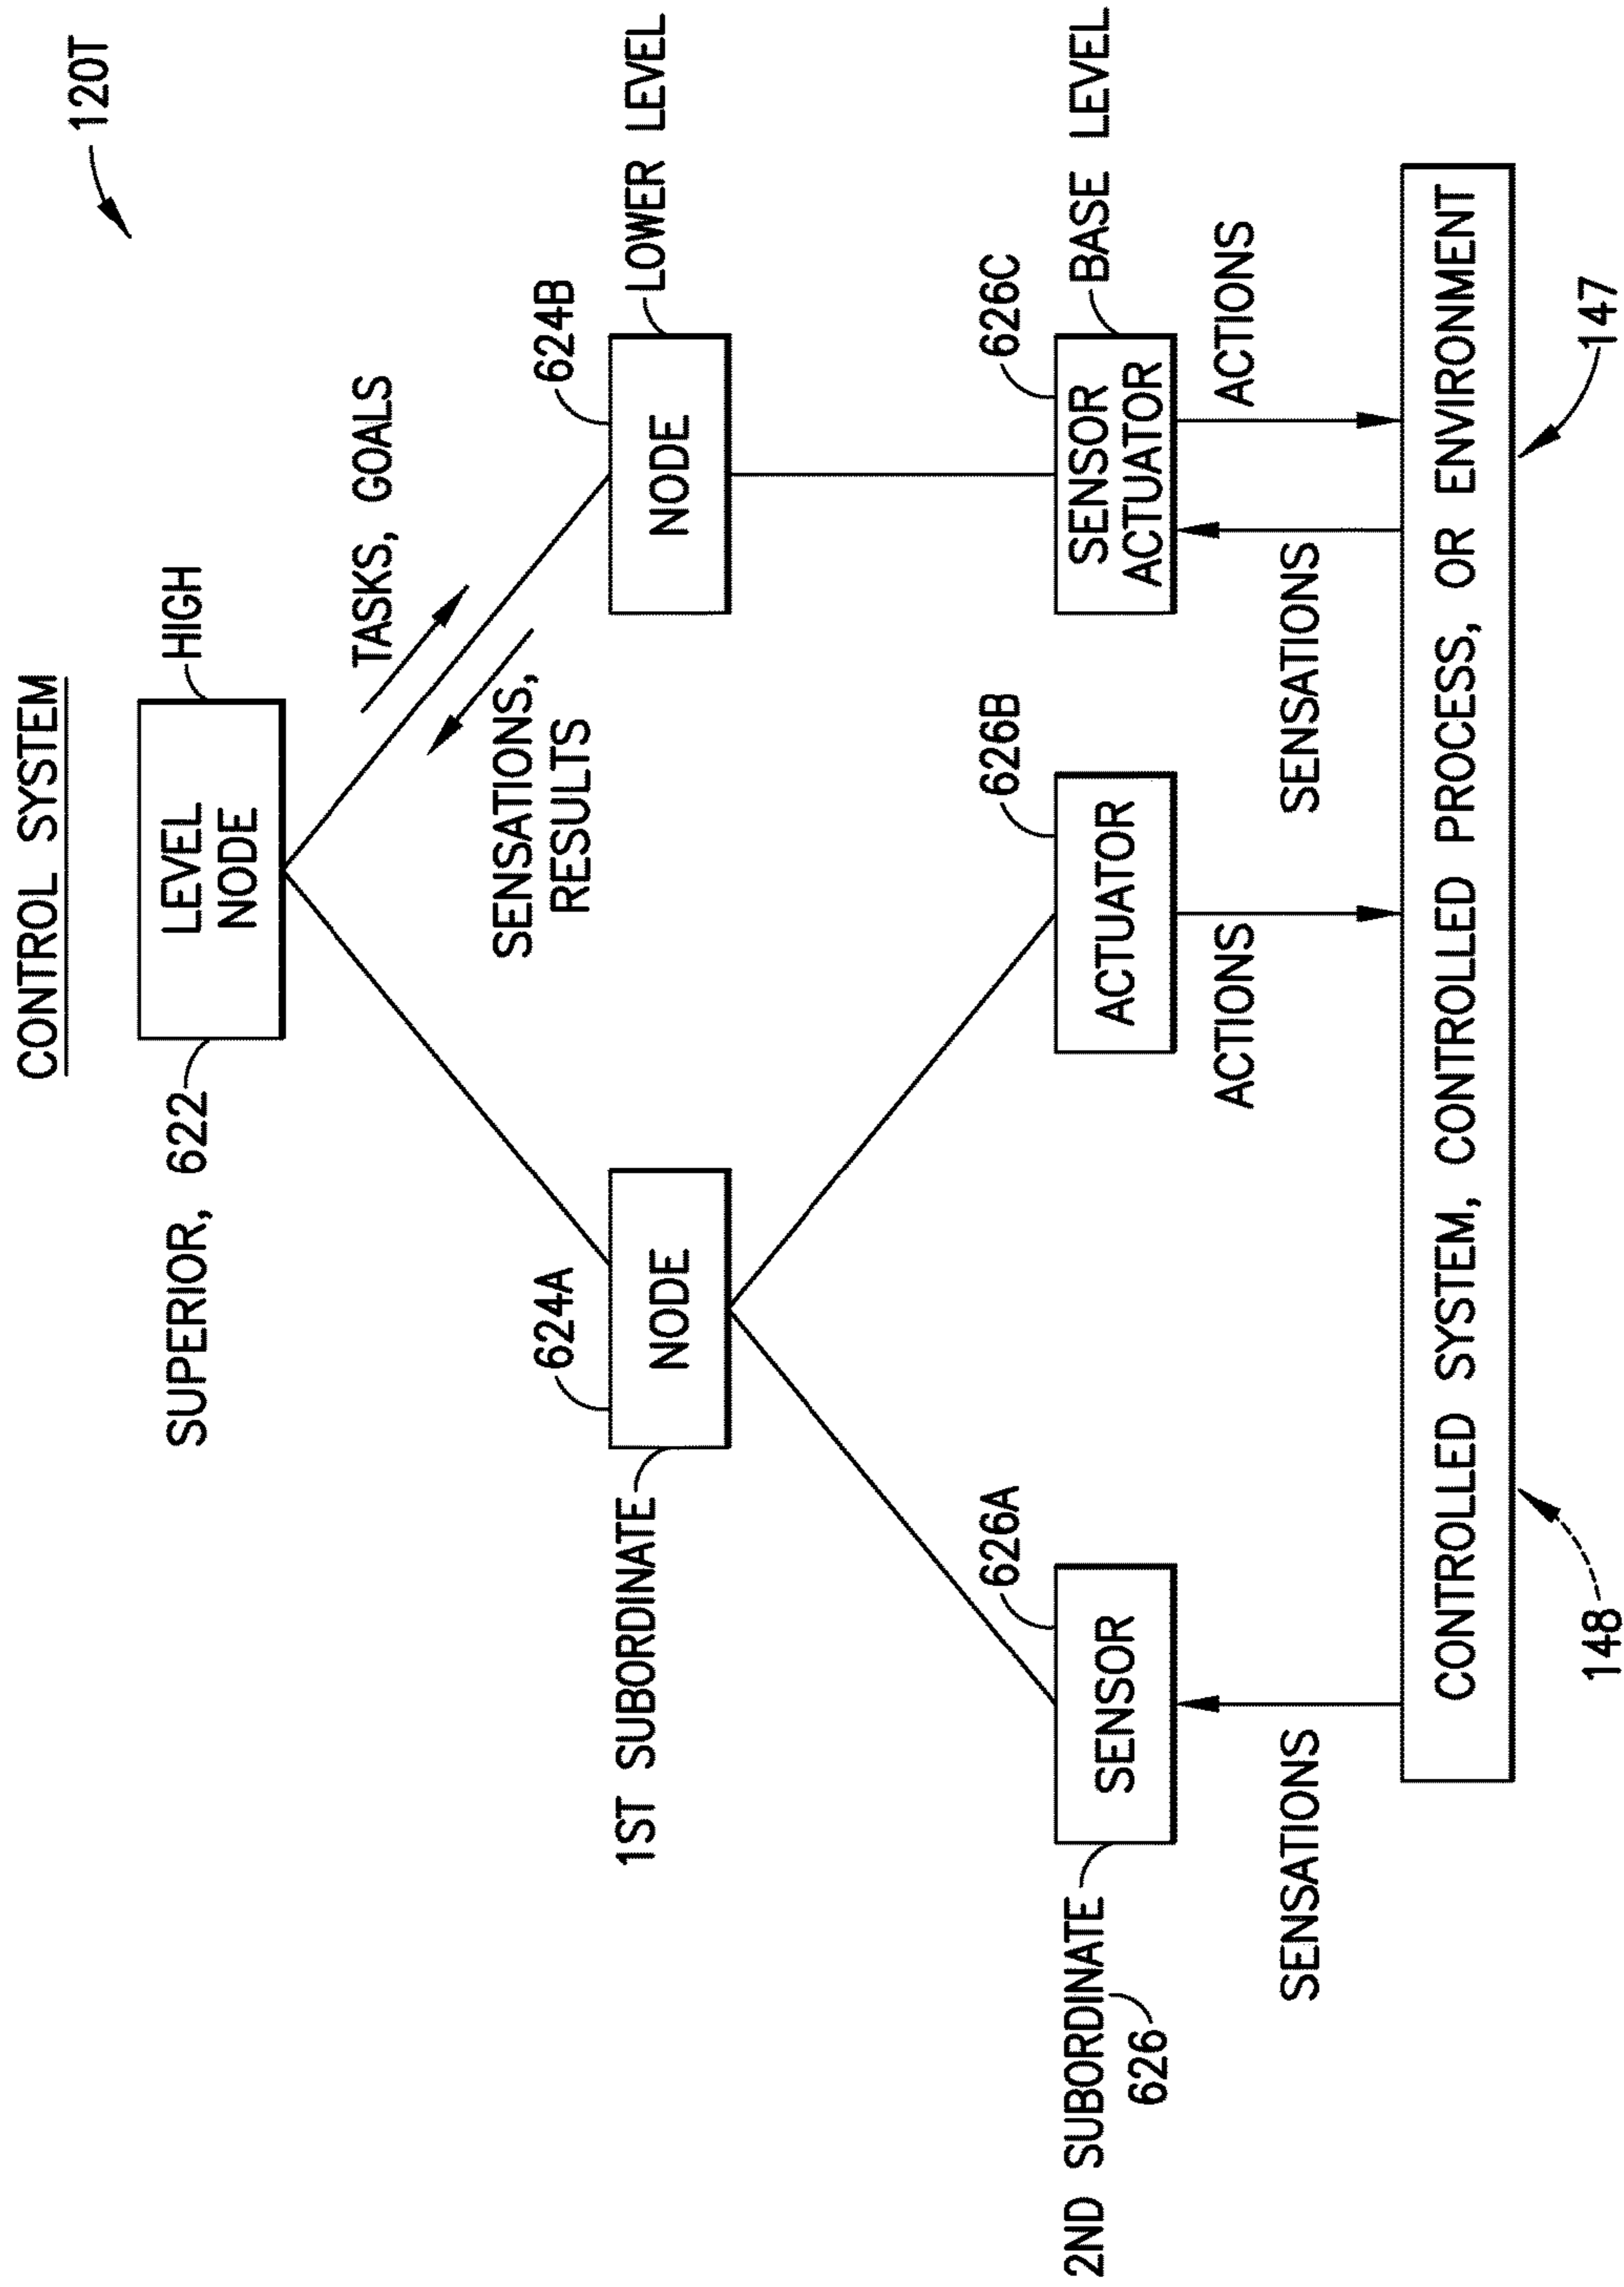 CONTROL SYSTEM
120T
SUPERIOR, 622
LEVEL
NODE
HIGH
TASKS, GOALS
SENSATIONS,
RESULTS
1ST SUBORDINATE
624A
NODE
624B
NODE
LOWER LEVEL
2ND SUBORDINATE
626
626A
SENSOR
626B
ACTUATOR
626C
SENSOR
ACTUATOR
BASE LEVEL
SENSATIONS
ACTIONS
SENSATIONS
ACTIONS
CONTROLLED SYSTEM, CONTROLLED PROCESS, OR ENVIRONMENT
148
147